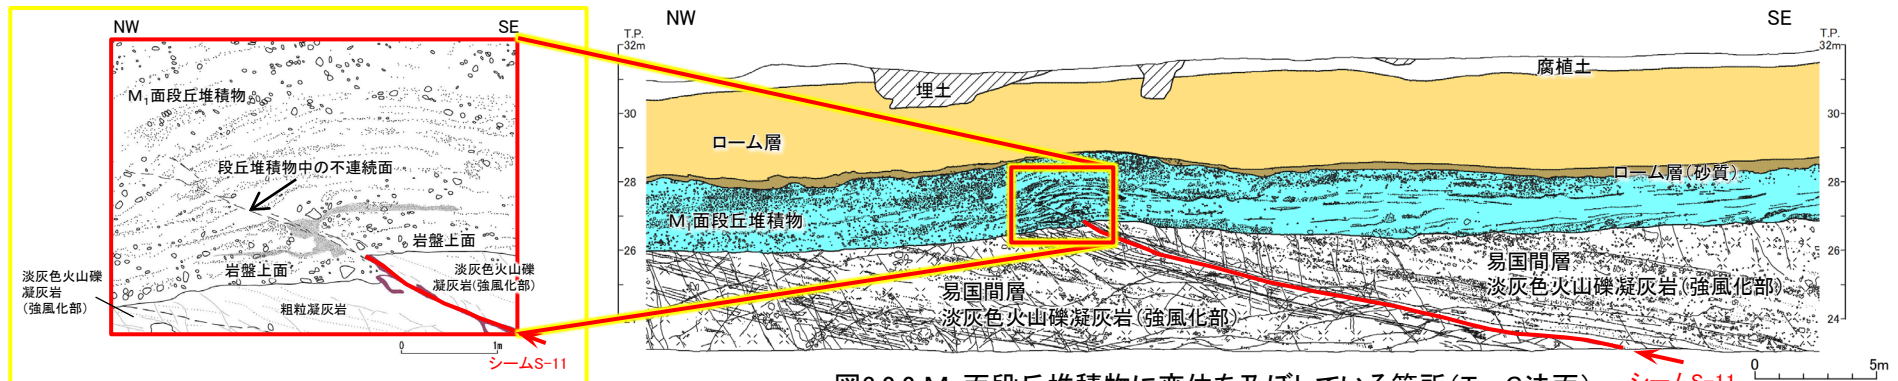 NW
SE
M₁面段丘堆積物
段丘堆積物中の不連続面
岩盤上面
岩盤上面
淡灰色火山礫
凝灰岩
(強風化部)
淡灰色火山礫
凝灰岩(強風化部)
粗粒凝灰岩
0 1m
シームS-11
NW
SE
T.P.
32m
30
28
26
T.P.
32m
30
28
26
24
腐植土
埋土
ローム層
ローム層(砂質)
M₁面段丘堆積物
易国間層
淡灰色火山礫凝灰岩(強風化部)
易国間層
淡灰色火山礫凝灰岩(強風化部)
0 5m
シームS-11